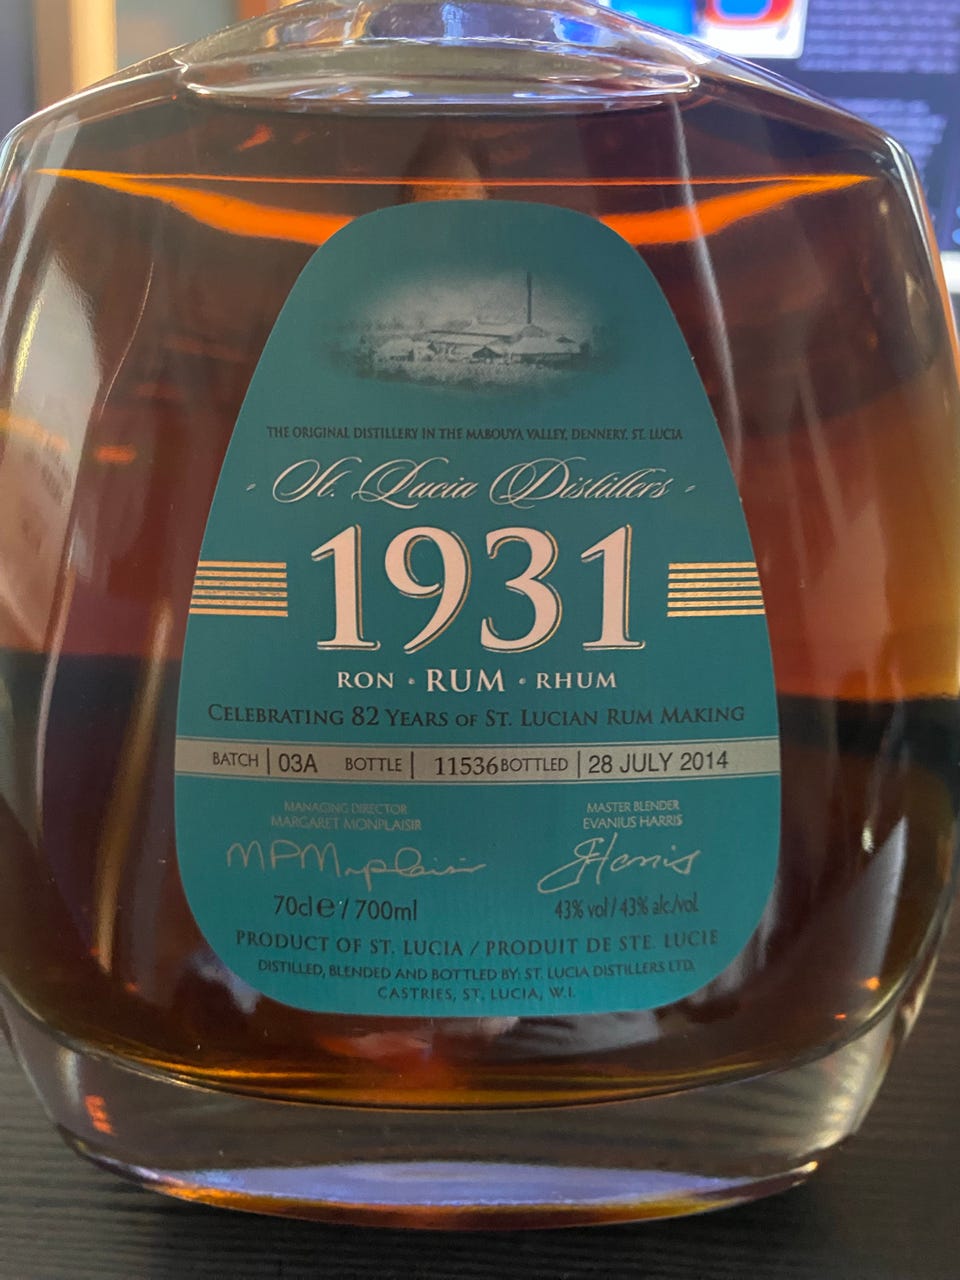 THE ORIGINAL DISTILLERY IN THE MABOUYA VALLEY, DENNERY, ST. LUCIA
St. Lucia Distillers
1931
RON • RUM • RHUM
CELEBRATING 82 YEARS OF ST. LUCIAN RUM MAKING
BATCH | 03A BOTTLE | 11536 BOTTLED | 28 JULY 2014
MANAGING DIRECTOR
MARGARET MONPLAISIR
MASTER BLENDER
EVANIUS HARRIS
MPMonplaisir
EHarris
70cl e / 700ml
43% vol / 43% alc/vol
PRODUCT OF ST. LUCIA / PRODUIT DE STE. LUCIE
DISTILLED, BLENDED AND BOTTLED BY: ST. LUCIA DISTILLERS LTD.
CASTRIES, ST. LUCIA, W.I.